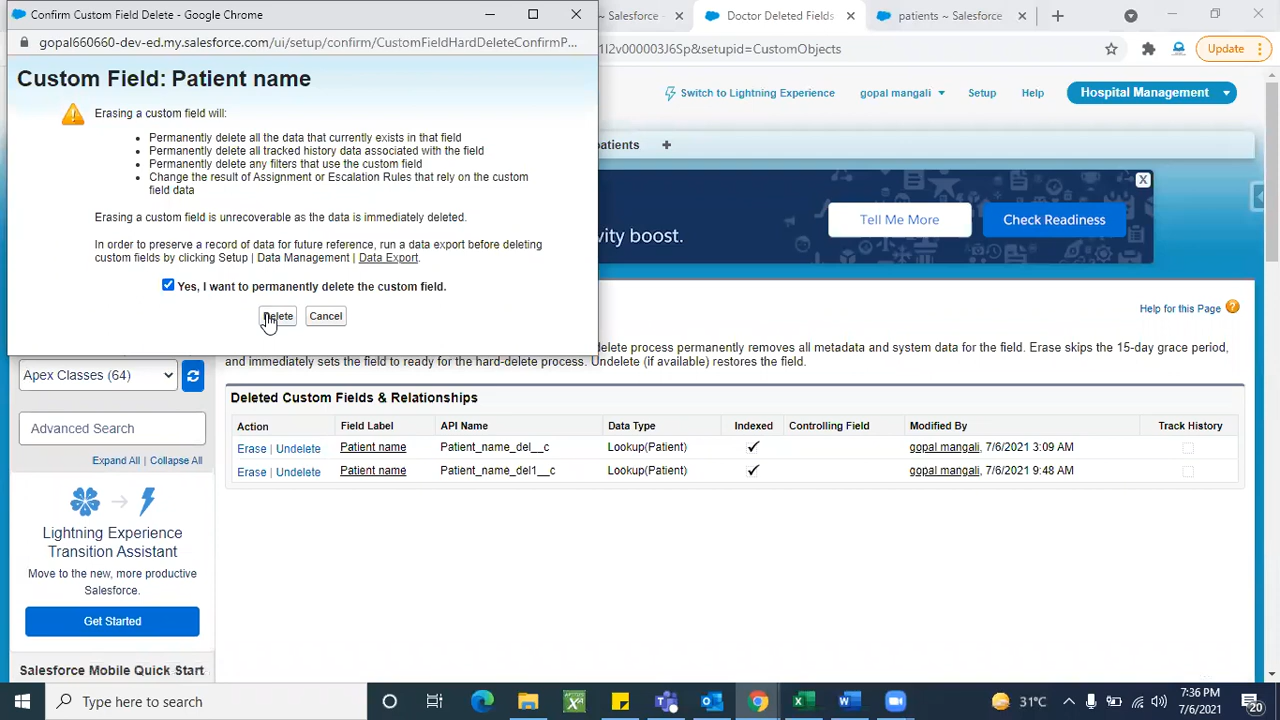 Confirm Custom Field Delete - Google Chrome
~ Salesforce -
Doctor Deleted Fields
patients ~ Salesforce
gopal660660-dev-ed.my.salesforce.com/ui/setup/confirm/CustomFieldHardDeleteConfirmP...
1I2v000003J6Sp&setupid=CustomObjects
Update
Custom Field: Patient name
Switch to Lightning Experience
gopal mangali
Setup
Help
Hospital Management
Erasing a custom field will:
Permanently delete all the data that currently exists in that field
Permanently delete all tracked history data associated with the field
Permanently delete any filters that use the custom field
Change the result of Assignment or Escalation Rules that rely on the custom
field data
Erasing a custom field is unrecoverable as the data is immediately deleted.
In order to preserve a record of data for future reference, run a data export before deleting
custom fields by clicking Setup | Data Management | Data Export.
Yes, I want to permanently delete the custom field.
Delete
Cancel
patients
+
X
Tell Me More
Check Readiness
ivity boost.
Help for this Page
elete process permanently removes all metadata and system data for the field. Erase skips the 15-day grace period,
and immediately sets the field to ready for the hard-delete process. Undelete (if available) restores the field.
Apex Classes (64)
Advanced Search
Expand All | Collapse All
Lightning Experience
Transition Assistant
Move to the new, more productive
Salesforce.
Get Started
Salesforce Mobile Quick Start
Deleted Custom Fields & Relationships
Action Field Label API Name Data Type Indexed Controlling Field Modified By Track History
Erase | Undelete Patient name Patient_name_del__c Lookup(Patient) gopal mangali, 7/6/2021 3:09 AM
Erase | Undelete Patient name Patient_name_del1__c Lookup(Patient) gopal mangali, 7/6/2021 9:48 AM
Type here to search
31°C
7:36 PM
7/6/2021
20